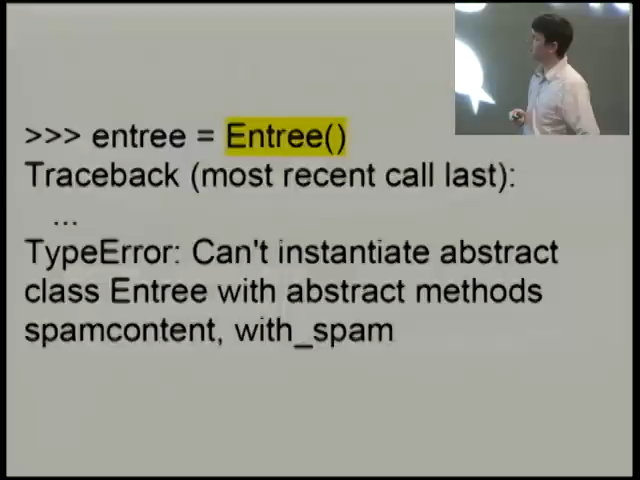 >>> entree = Entree()
Traceback (most recent call last):
...
TypeError: Can't instantiate abstract
class Entree with abstract methods
spamcontent, with_spam